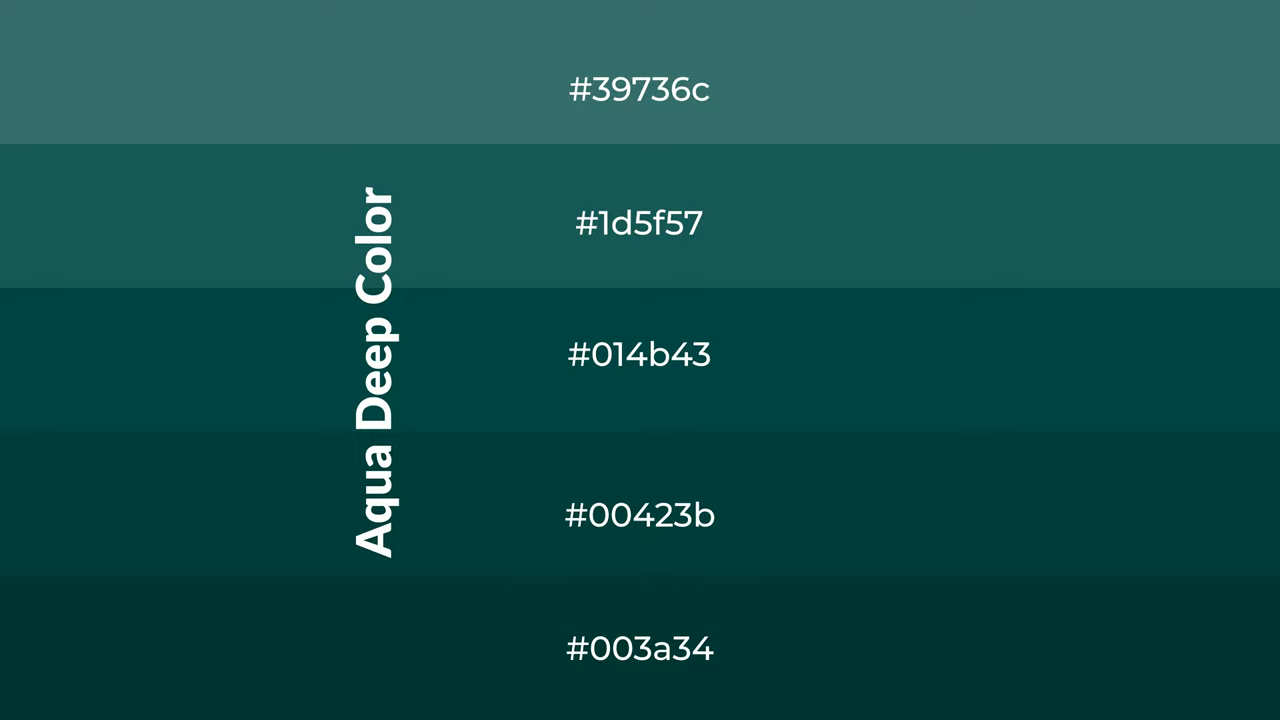 #39736c
#1d5f57
Aqua Deep Color
#014b43
#00423b
#003a34